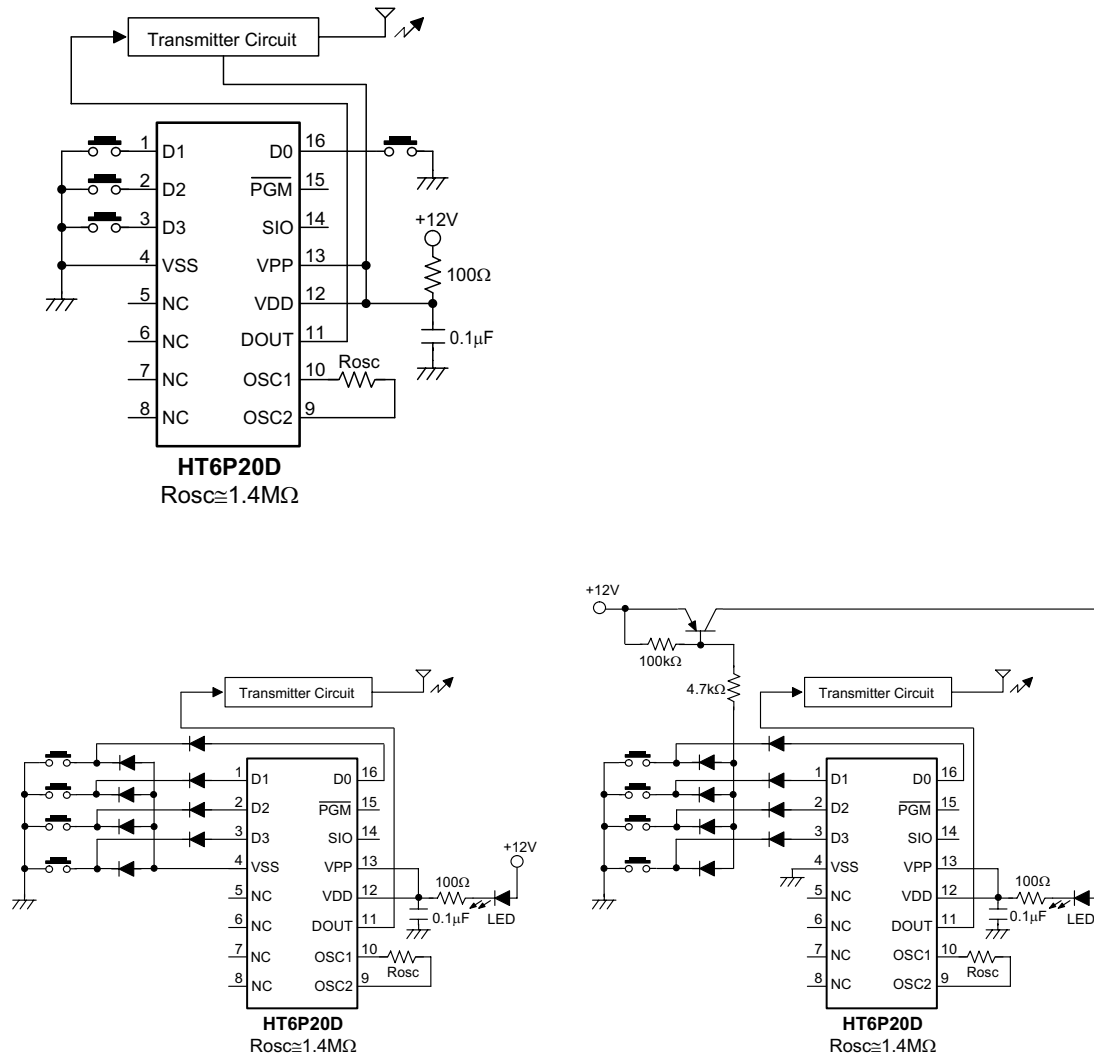 Transmitter Circuit
1 D1 D0 16
2 D2 PGM 15
3 D3 SIO 14
+12V
4 VSS VPP 13
100Ω
5 NC VDD 12
6 NC DOUT 11
0.1μF
Rosc
7 NC OSC1 10
8 NC OSC2 9
HT6P20D
Rosc≅1.4MΩ
Transmitter Circuit
1 D1 D0 16
2 D2 PGM 15
3 D3 SIO 14
+12V
4 VSS VPP 13
100Ω
5 NC VDD 12
0.1μF
LED
6 NC DOUT 11
7 NC OSC1 10
Rosc
8 NC OSC2 9
HT6P20D
Rosc≅1.4MΩ
+12V
100kΩ
4.7kΩ
Transmitter Circuit
1 D1 D0 16
2 D2 PGM 15
3 D3 SIO 14
4 VSS VPP 13
100Ω
5 NC VDD 12
0.1μF
LED
6 NC DOUT 11
7 NC OSC1 10
Rosc
8 NC OSC2 9
HT6P20D
Rosc≅1.4MΩ